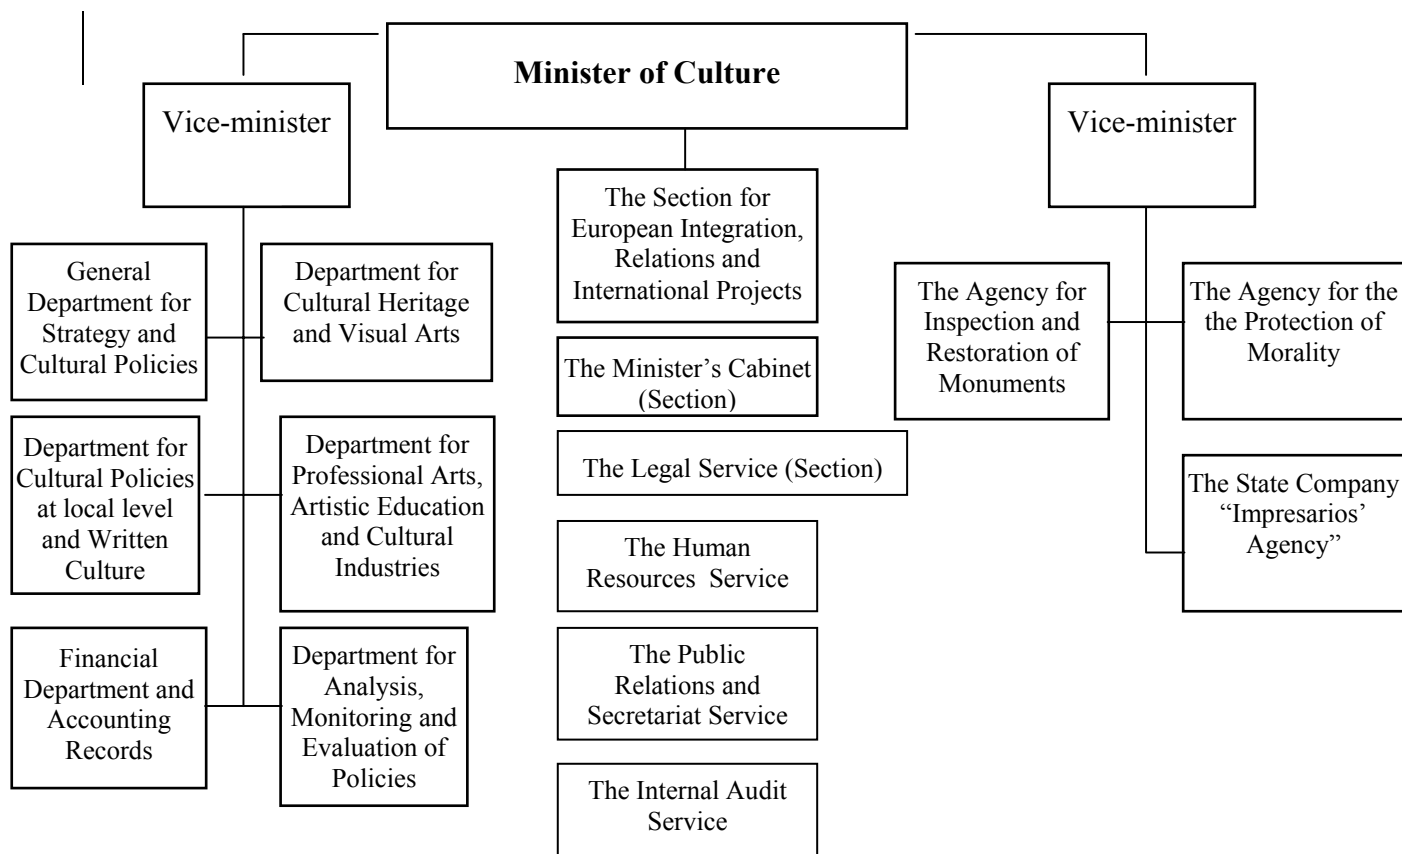 Minister of Culture
Vice-minister
Vice-minister
General
Department for
Strategy and
Cultural Policies
Department for
Cultural Heritage
and Visual Arts
Department for
Cultural Policies
at local level
and Written
Culture
Department for
Professional Arts,
Artistic Education
and Cultural
Industries
Financial
Department and
Accounting
Records
Department for
Analysis,
Monitoring and
Evaluation of
Policies
The Section for
European Integration,
Relations and
International Projects
The Minister’s Cabinet
(Section)
The Legal Service (Section)
The Human
Resources Service
The Public
Relations and
Secretariat Service
The Internal Audit
Service
The Agency for
Inspection and
Restoration of
Monuments
The Agency for the
the Protection of
Morality
The State Company
“Impresarios’
Agency”